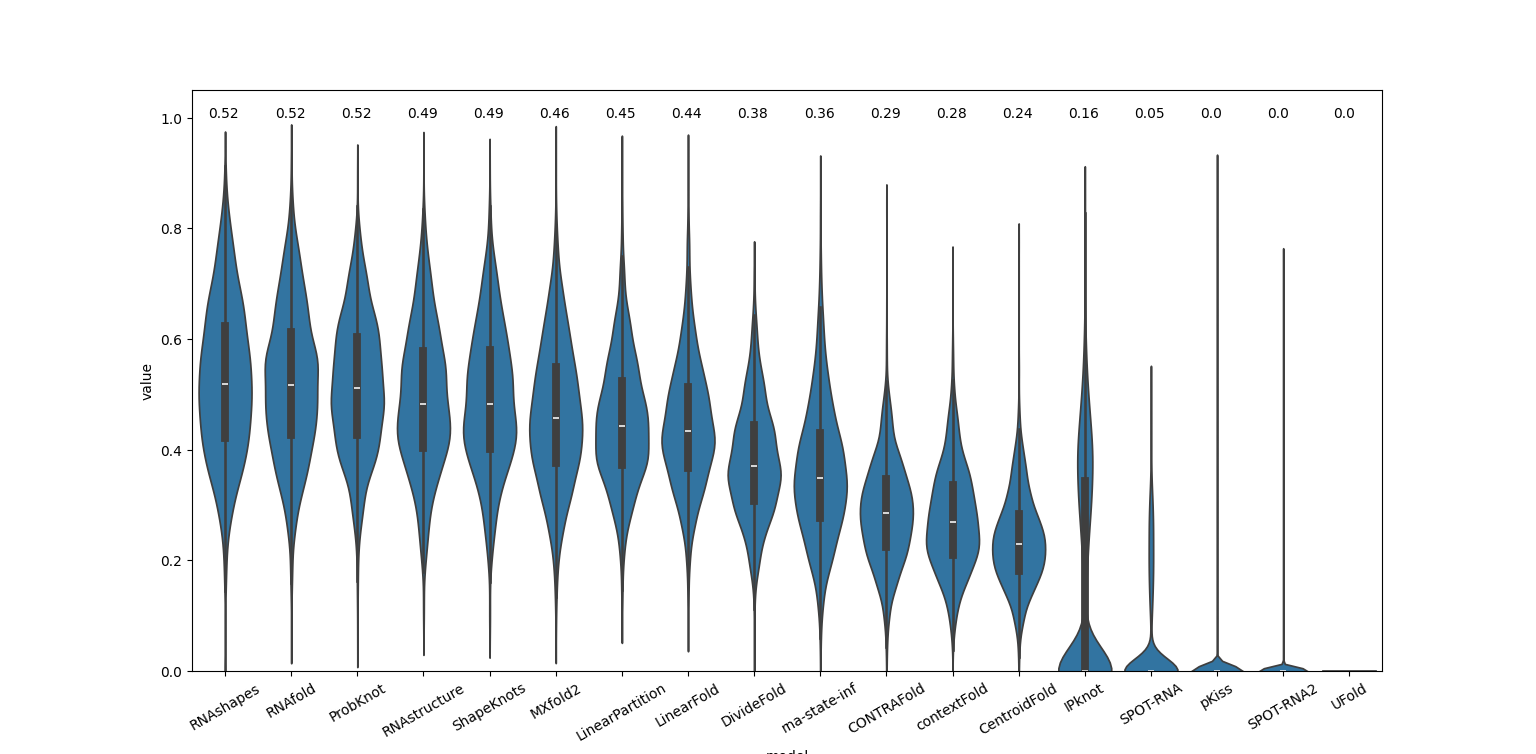 0.52 0.52 0.52 0.49 0.49 0.46 0.45 0.44 0.38 0.36 0.29 0.28 0.24 0.16 0.05 0.0 0.0 0.0
1.0
0.8
0.6
value
0.4
0.2
0.0
RNAshapes RNAfold ProbKnot RNAstructure ShapeKnots MXfold2 LinearPartition LinearFold DivideFold rna-state-inf CONTRAFold contextFold CentroidFold IPknot SPOT-RNA pKiss SPOT-RNA2 UFold